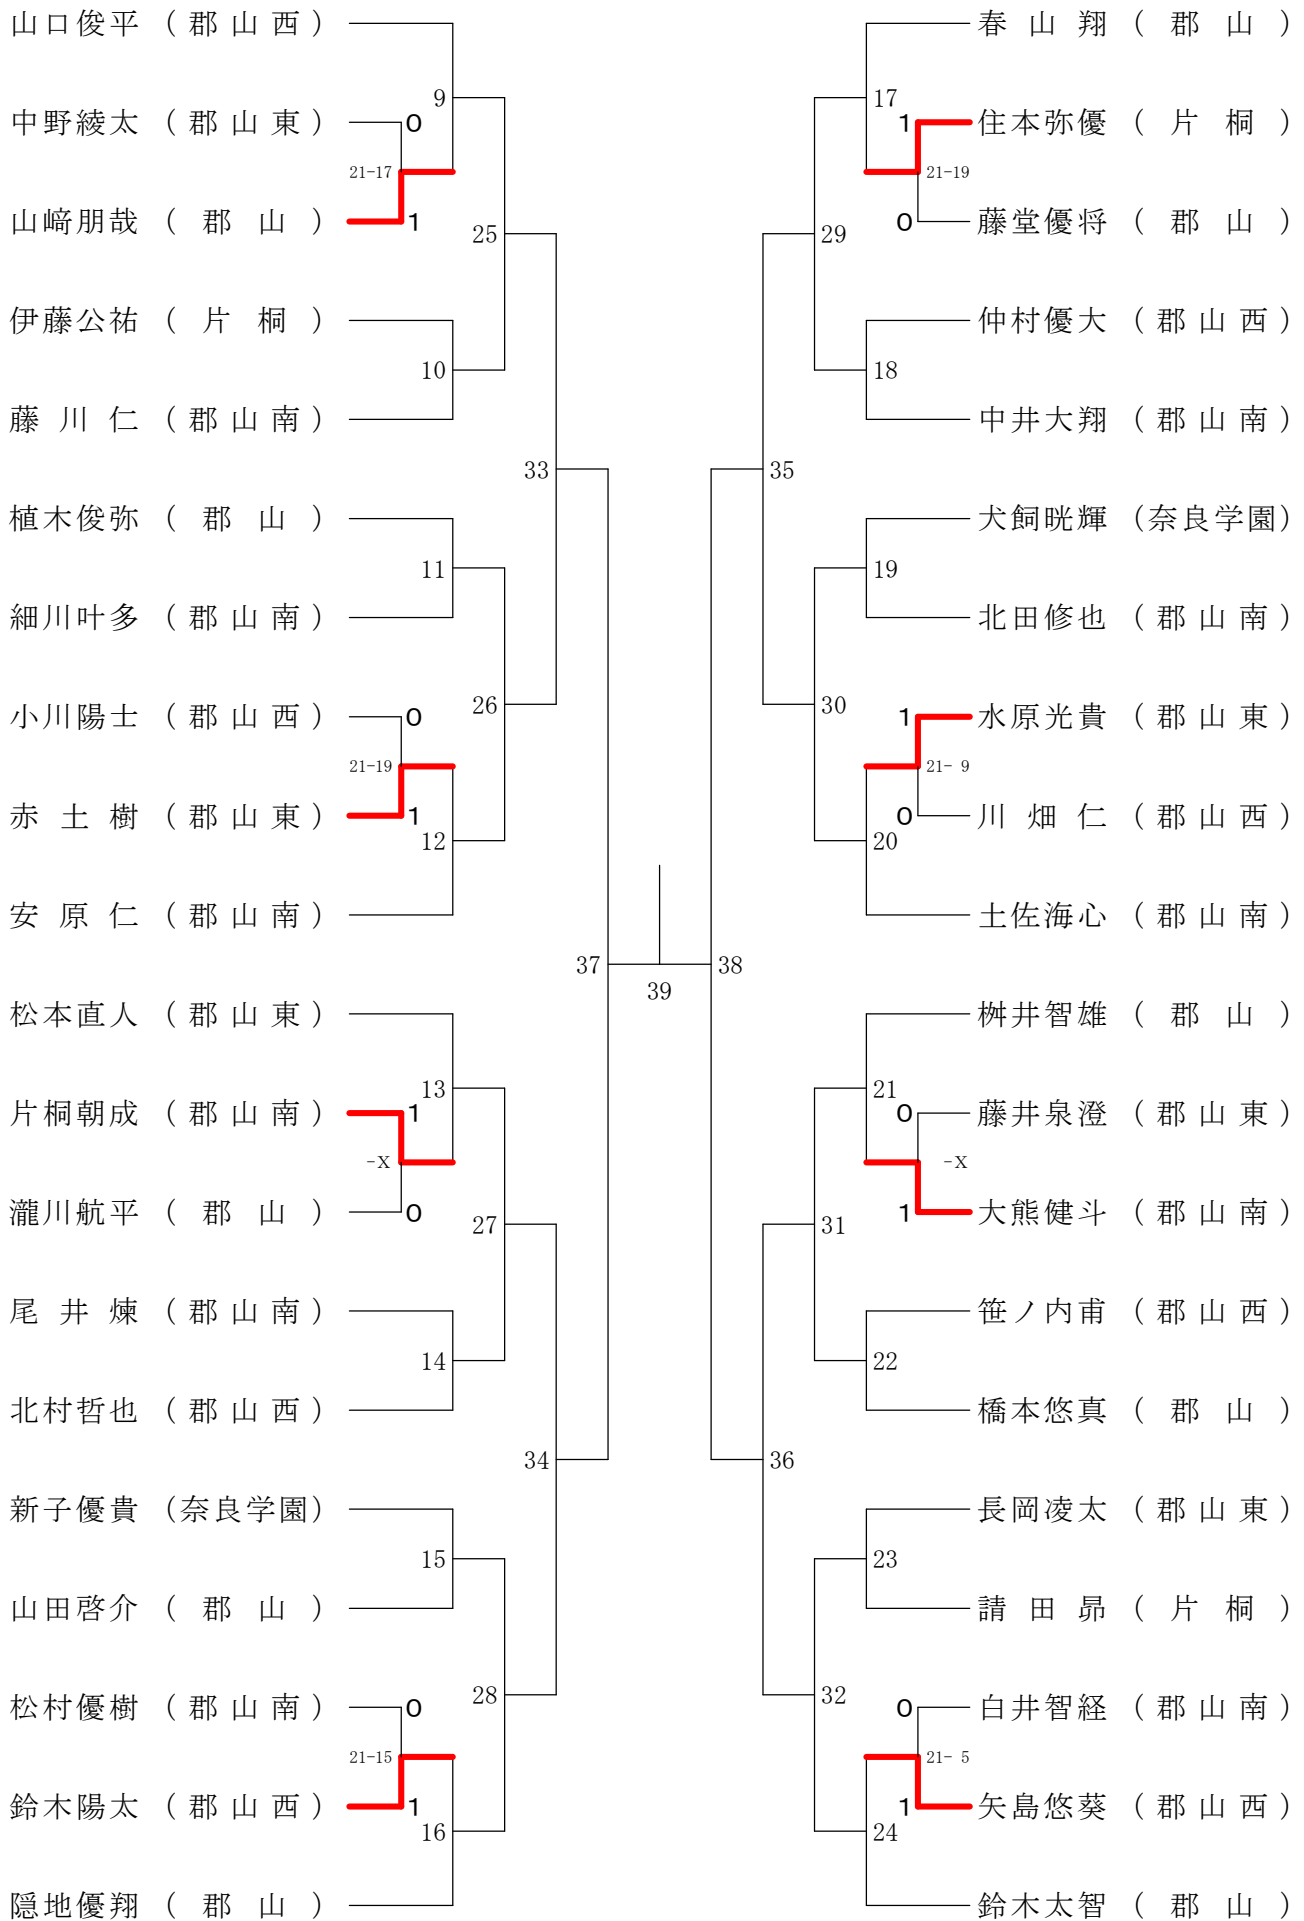 山口俊平 (郡山西)
9
中野綾太 (郡山東) 0
21-17
山﨑朋哉 (郡山) 1
25
伊藤公祐 (片桐)
10
藤川仁 (郡山南)
33
植木俊弥 (郡山)
11
細川叶多 (郡山南)
26
小川陽士 (郡山西) 0
21-19
赤土樹 (郡山東) 1
12
安原仁 (郡山南)
37
松本直人 (郡山東)
13
片桐朝成 (郡山南) 1
-X
瀧川航平 (郡山) 0
27
尾井煉 (郡山南)
14
北村哲也 (郡山西)
34
新子優貴 (奈良学園)
15
山田啓介 (郡山)
28
松村優樹 (郡山南) 0
21-15
鈴木陽太 (郡山西) 1
16
隠地優翔 (郡山)
39
春山翔 (郡山)
17
1 住本弥優 (片桐)
21-19
0 藤堂優将 (郡山)
29
仲村優大 (郡山西)
18
中井大翔 (郡山南)
35
犬飼晄輝 (奈良学園)
19
北田修也 (郡山南)
30
1 水原光貴 (郡山東)
21- 9
0 川畑仁 (郡山西)
20
土佐海心 (郡山南)
38
桝井智雄 (郡山)
21
0 藤井泉澄 (郡山東)
-X
1 大熊健斗 (郡山南)
31
笹ノ内甫 (郡山西)
22
橋本悠真 (郡山)
36
長岡凌太 (郡山東)
23
請田昴 (片桐)
32
0 白井智経 (郡山南)
21- 5
1 矢島悠葵 (郡山西)
24
鈴木太智 (郡山)